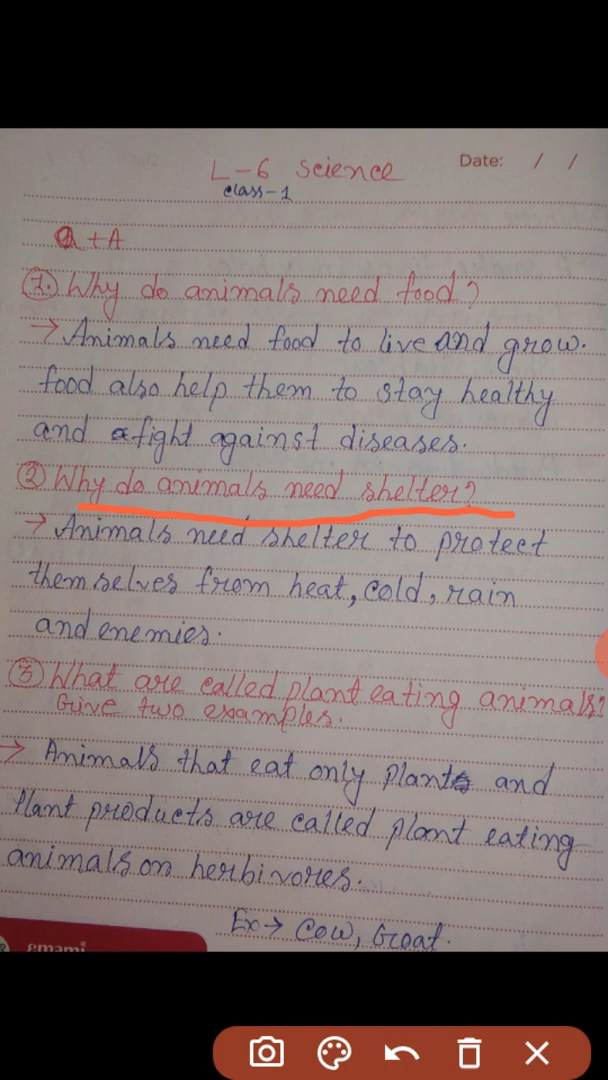 L-6 Science
Date: / /
class-1
Q+A
1. Why do animals need food?
→ Animals need food to live and grow.
food also help them to stay healthy
and fight against diseases.
2 Why do animals need shelter?
→ Animals need shelter to protect
themselves from heat, cold, rain
and enemies.
3 What are called plant eating animals?
Give two examples.
→ Animals that eat only plants and
plant products are called plant eating
animals or herbivores.
Ex → Cow, Goat.
emami